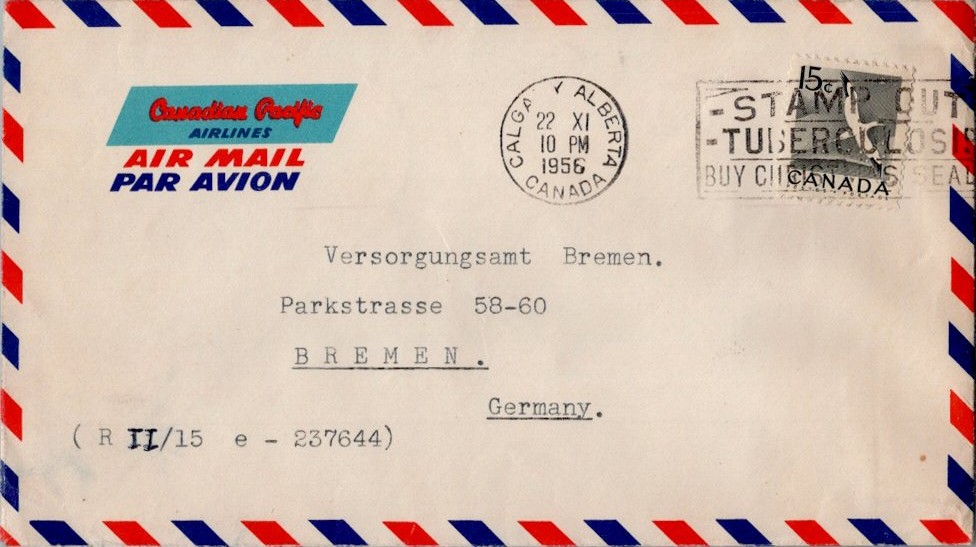 Canadian Pacific
AIRLINES
AIR MAIL
PAR AVION
CALGARY ALBERTA
22 XI
10 PM
1956
CANADA
15c
CANADA
-STAMP OUT
-TUBERCULOSIS
BUY CHRISTMAS SEALS
Versorgungsamt Bremen.
Parkstrasse 58-60
BREMEN.
Germany.
( R II/15 e - 237644)